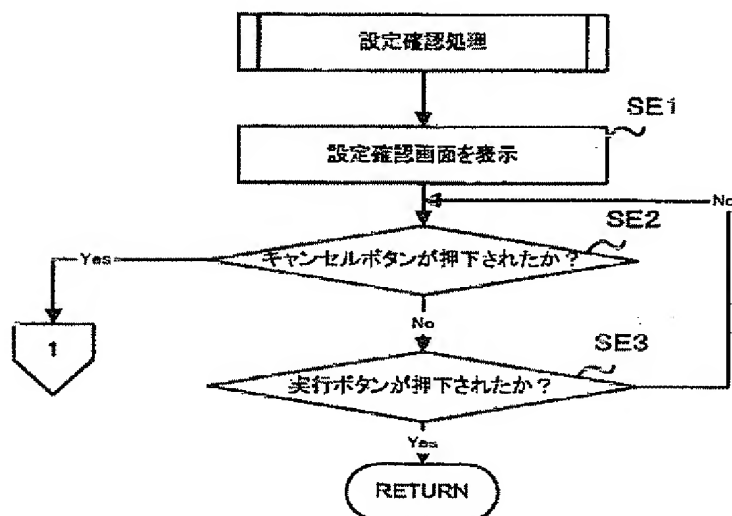 設定確認処理
SE1
設定確認画面を表示
No
SE2
キャンセルボタンが押下されたか？
Yes
1
No
SE3
実行ボタンが押下されたか？
Yes
RETURN